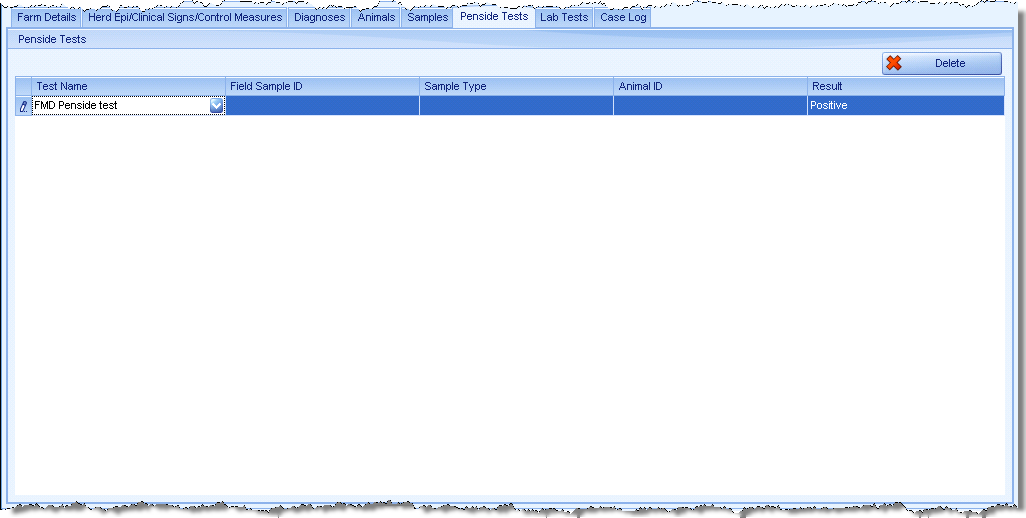 Farm Details Herd Epi/Clinical Signs/Control Measures Diagnoses Animals Samples Penside Tests Lab Tests Case Log
Penside Tests
Delete
Test Name Field Sample ID Sample Type Animal ID Result
FMD Penside test Positive